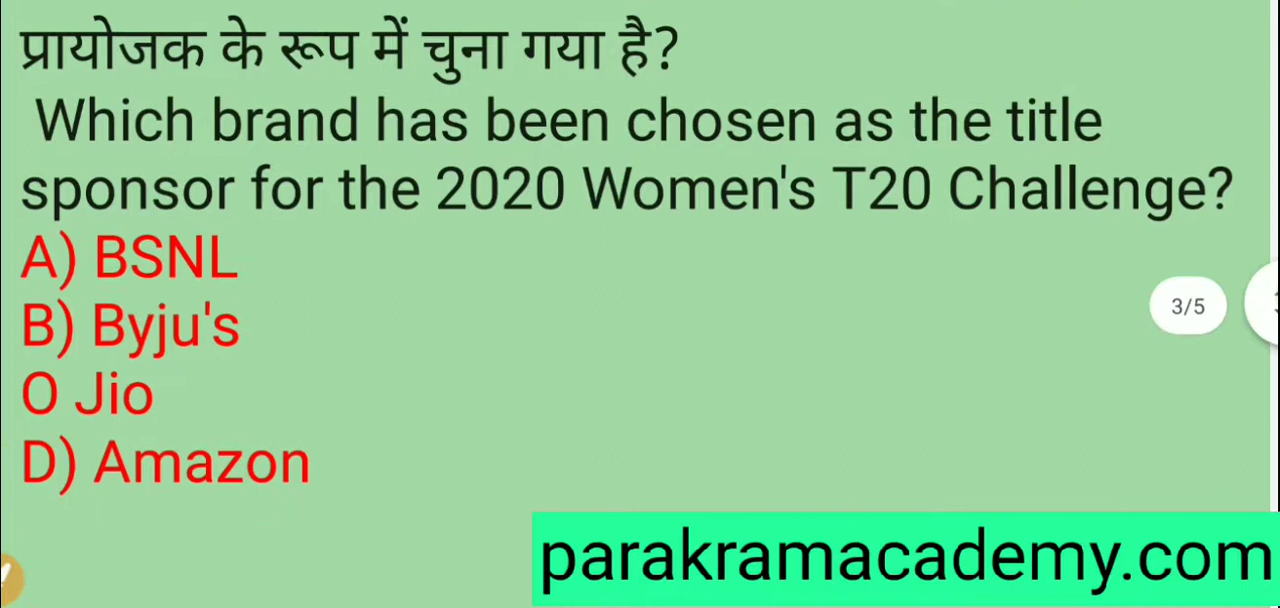 प्रायोजक के रूप में चुना गया है?
Which brand has been chosen as the title
sponsor for the 2020 Women's T20 Challenge?
A) BSNL
B) Byju's
O Jio
D) Amazon
3/5
parakramacademy.com